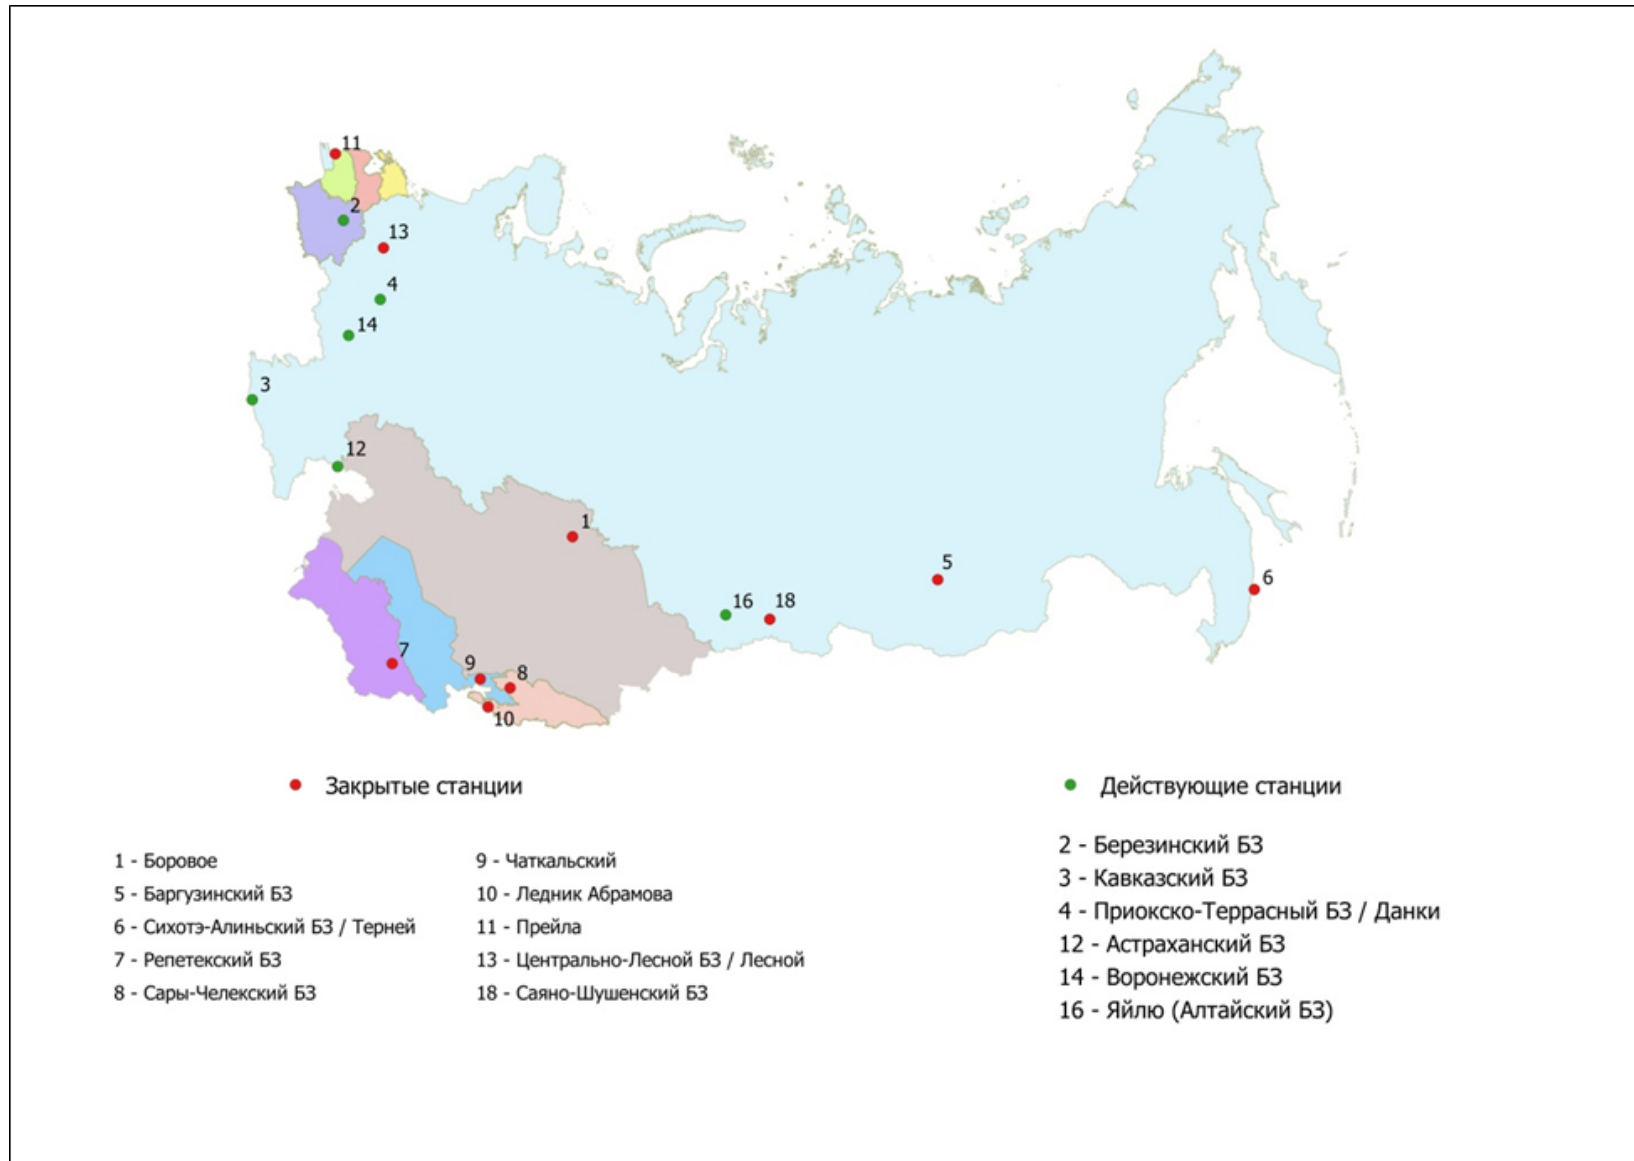 11
2
13
4
14
3
12
1
5
6
16
18
7
9
8
10
Закрытые станции
1 - Боровое
5 - Баргузинский БЗ
6 - Сихотэ-Алиньский БЗ / Терней
7 - Репетекский БЗ
8 - Сары-Челекский БЗ
9 - Чаткальский
10 - Ледник Абрамова
11 - Прейла
13 - Центрально-Лесной БЗ / Лесной
18 - Саяно-Шушенский БЗ
Действующие станции
2 - Березинский БЗ
3 - Кавказский БЗ
4 - Приокско-Террасный БЗ / Данки
12 - Астраханский БЗ
14 - Воронежский БЗ
16 - Яйлю (Алтайский БЗ)